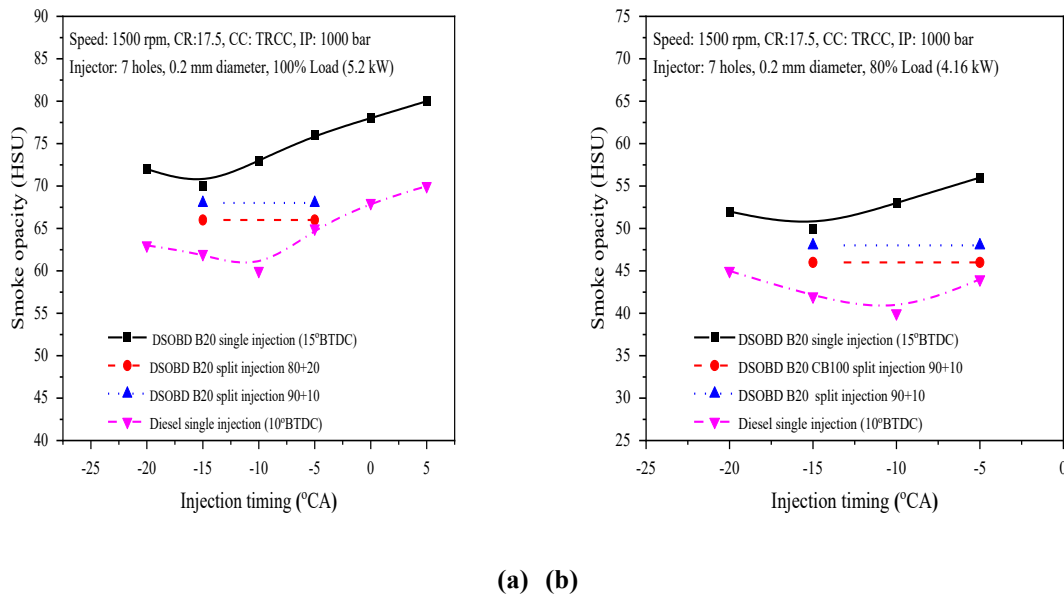 90
85
80
75
70
65
60
55
50
45
40
Smoke opacity (HSU)
Speed: 1500 rpm, CR:17.5, CC: TRCC, IP: 1000 bar
Injector: 7 holes, 0.2 mm diameter, 100% Load (5.2 kW)
DSOBD B20 single injection (15°BTDC)
DSOBD B20 split injection 80+20
DSOBD B20 split injection 90+10
Diesel single injection (10°BTDC)
-25 -20 -15 -10 -5 0 5
Injection timing (°CA)
75
70
65
60
55
50
45
40
35
30
25
Smoke opacity (HSU)
Speed: 1500 rpm, CR:17.5, CC: TRCC, IP: 1000 bar
Injector: 7 holes, 0.2 mm diameter, 80% Load (4.16 kW)
DSOBD B20 single injection (15°BTDC)
DSOBD B20 CB100 split injection 90+10
DSOBD B20 split injection 90+10
Diesel single injection (10°BTDC)
-25 -20 -15 -10 -5 0
Injection timing (°CA)
(a) (b)